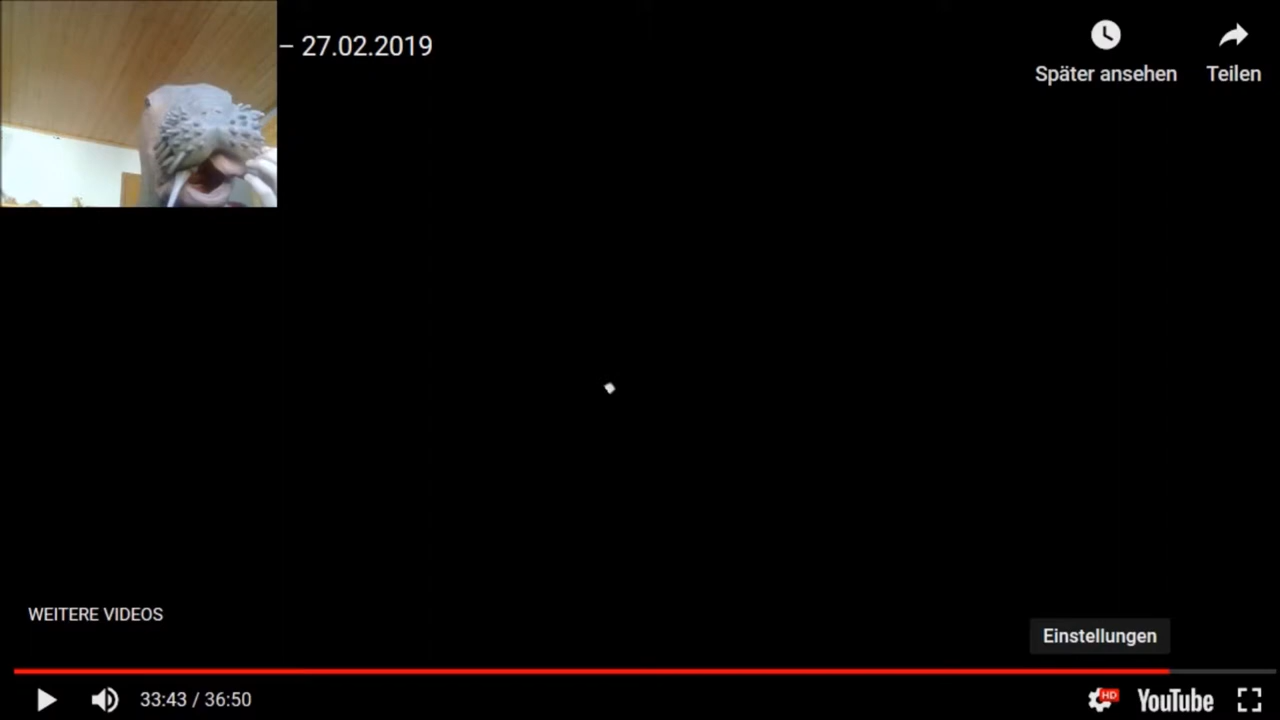 – 27.02.2019
Später ansehen
Teilen
WEITERE VIDEOS
Einstellungen
33:43 / 36:50
HD
YouTube